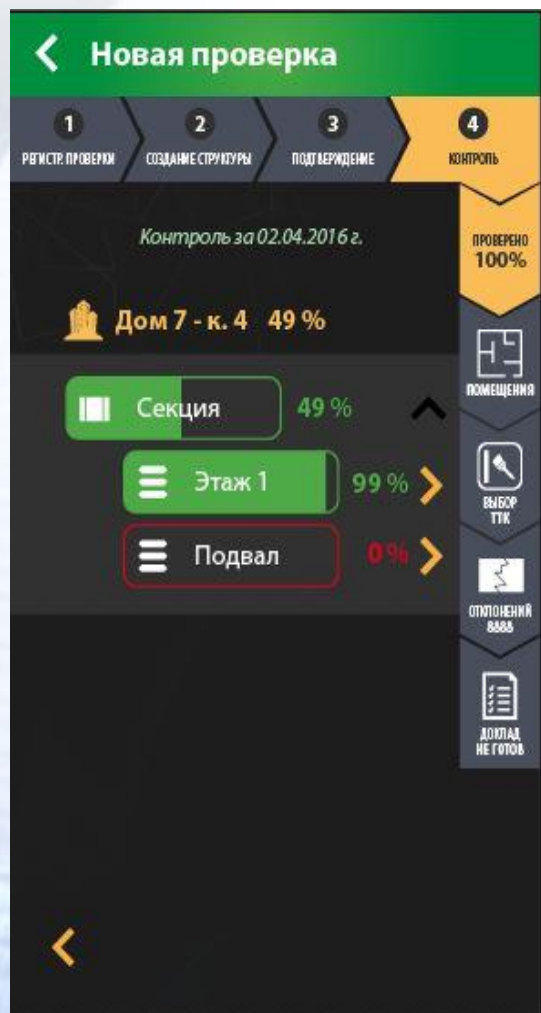 Новая проверка
1
РЕГИСТР. ПРОВЕРКИ
2
СОЗДАНИЕ СТРУКТУРЫ
3
ПОДТВЕРЖДЕНИЕ
4
КОНТРОЛЬ
Контроль за 02.04.2016 г.
ПРОВЕРЕНО
100%
Дом 7 - к. 4 49 %
Секция 49 %
Этаж 1 99 %
Подвал 0 %
ПОМЕЩЕНИЯ
ВЫБОР
ТТК
ОТКЛОНЕНИЙ
8888
ДОКЛАД
НЕ ГОТОВ